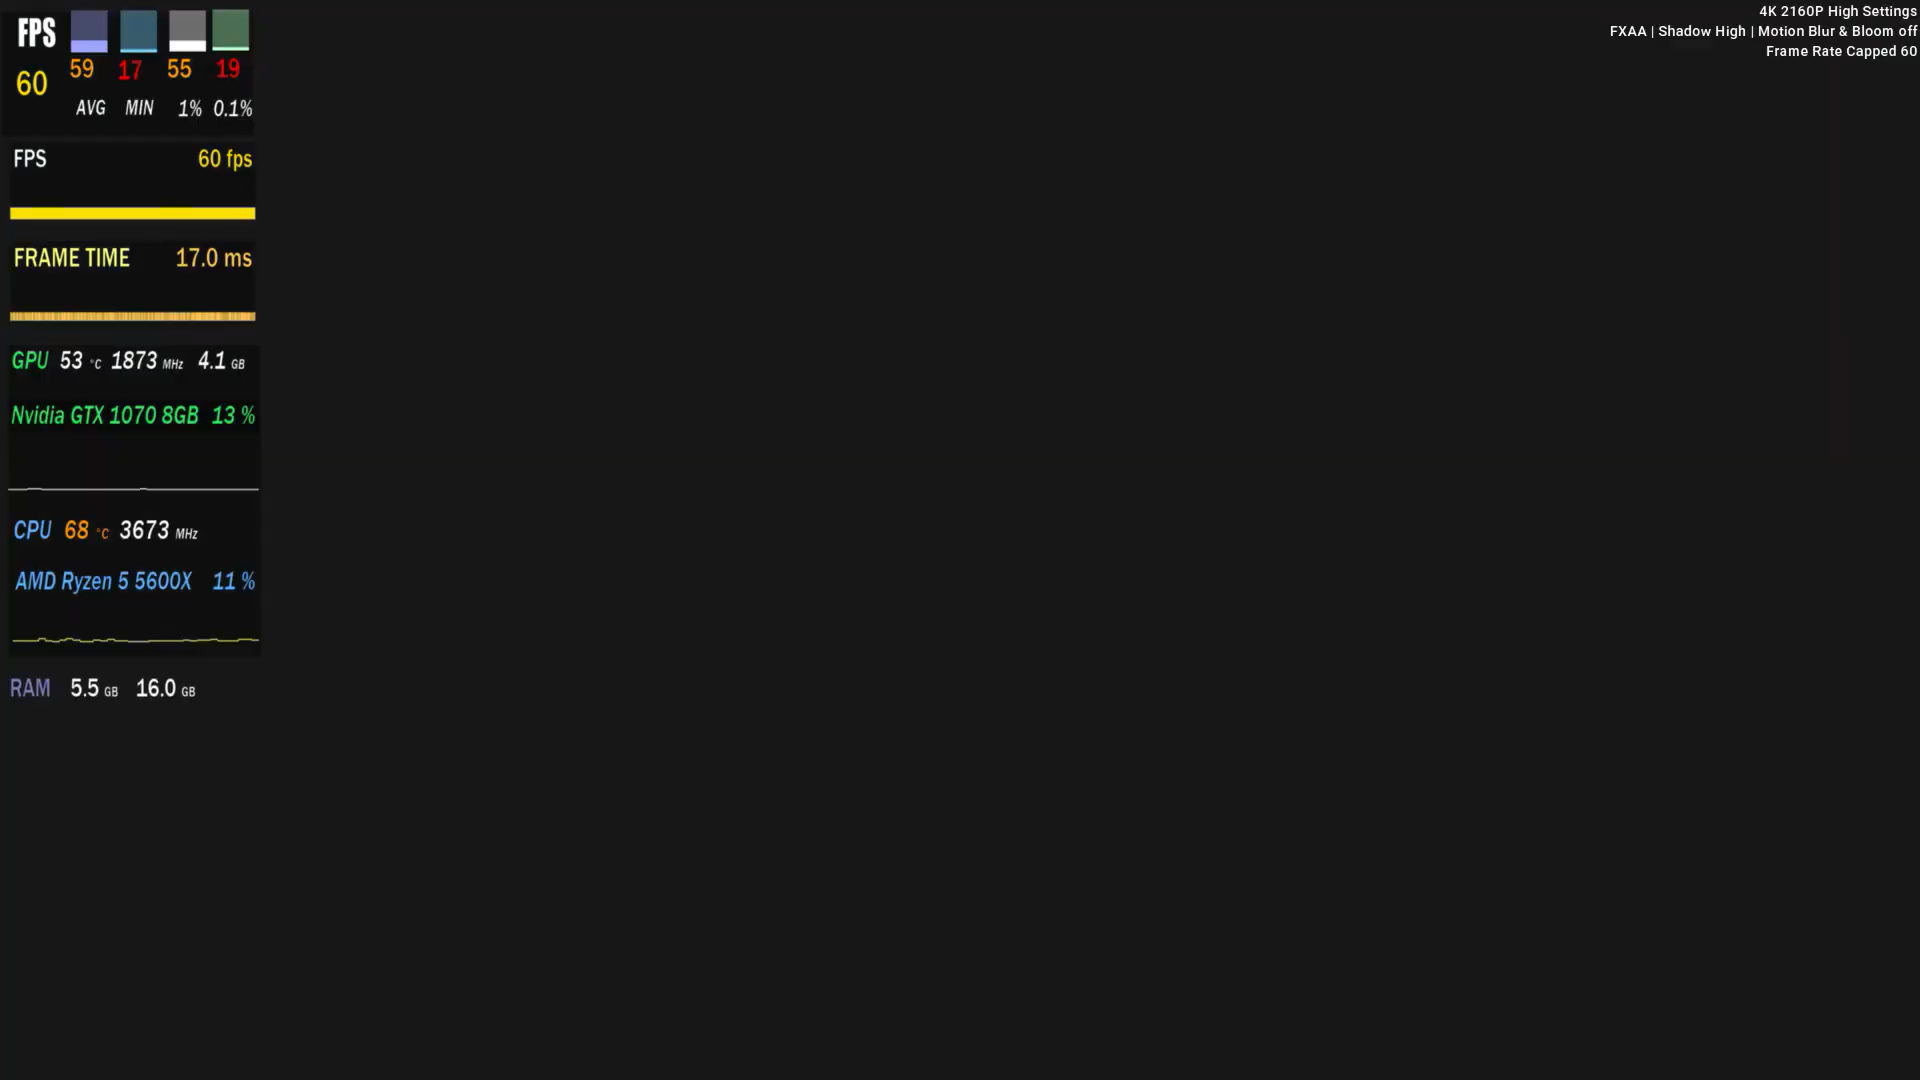 FPS
60
59 17 55 19
AVG MIN 1% 0.1%
FPS 60 fps
FRAME TIME 17.0 ms
GPU 53 °C 1873 MHz 4.1 GB
Nvidia GTX 1070 8GB 13 %
CPU 68 °C 3673 MHz
AMD Ryzen 5 5600X 11 %
RAM 5.5 GB 16.0 GB
4K 2160P High Settings
FXAA | Shadow High | Motion Blur & Bloom off
Frame Rate Capped 60